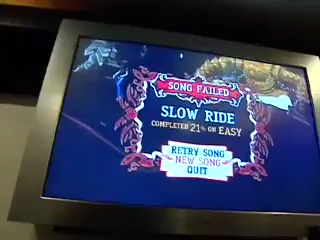 SONG FAILED
SLOW RIDE
COMPLETED 21% ON EASY
RETRY SONG
NEW SONG
QUIT